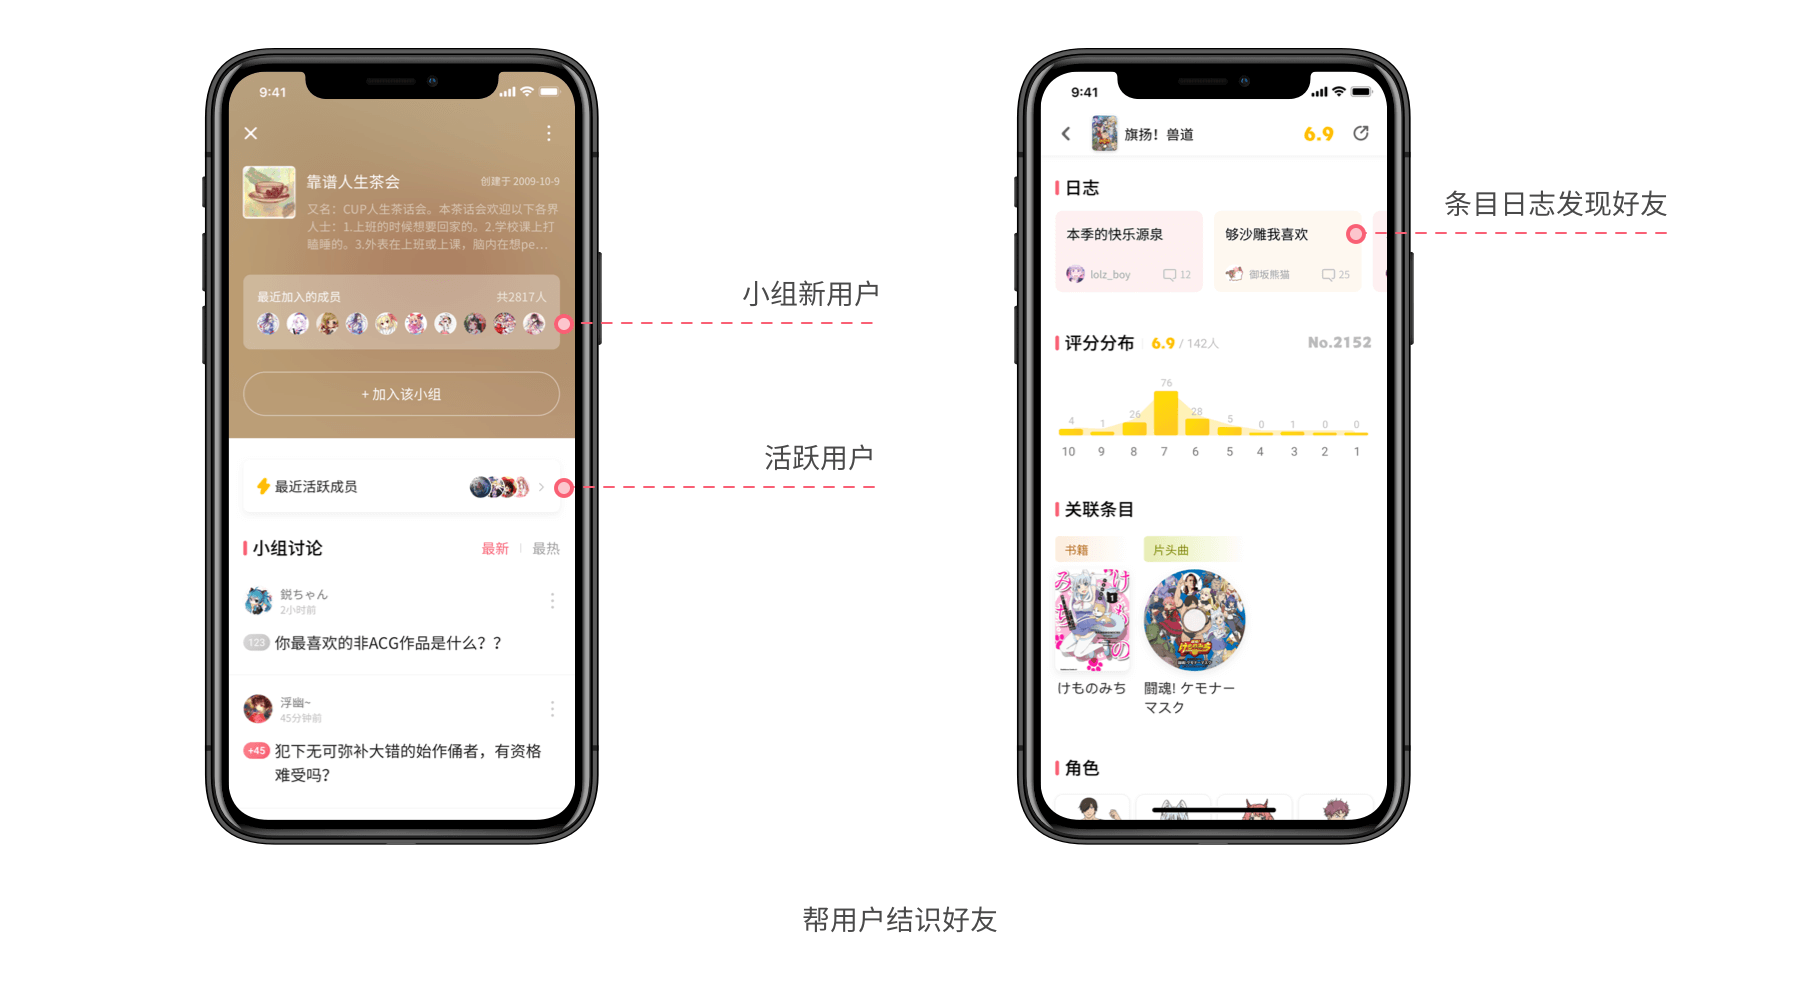 9:41
靠谱人生茶会
创建于 2009-10-9
又名：CUP人生茶话会。本茶话会欢迎以下各界
人士：1.上班的时候想要回家的。2.学校课上打
瞌睡的。3.外表在上班或上课，脑内在想pe...
最近加入的成员
共2817人
+ 加入该小组
最近活跃成员
小组讨论
最新
最热
鋭ちゃん
2小时前
123 你最喜欢的非ACG作品是什么？？
浮幽~
45分钟前
+45 犯下无可弥补大错的始作俑者，有资格
难受吗？
小组新用户
活跃用户
9:41
旗扬！兽道
6.9
日志
本季的快乐源泉
lolz_boy
12
够沙雕我喜欢
御坂熊猫
25
评分分布
6.9 / 142人
No.2152
4 1 26 76 28 5 0 1 0 0
10 9 8 7 6 5 4 3 2 1
关联条目
书籍
片头曲
けものみち
1
けものみち
闘魂! ケモナー
マスク
角色
条目日志发现好友
帮用户结识好友